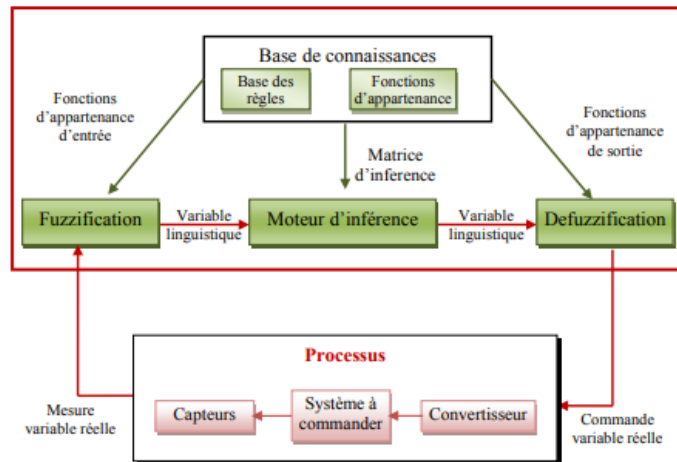 Base de connaissances
Base des
règles
Fonctions
d'appartenance
Fonctions
d'appartenance
d'entrée
Matrice
d'inférence
Fonctions
d'appartenance
de sortie
Fuzzification
Variable
linguistique
Moteur d'inférence
Variable
linguistique
Defuzzification
Processus
Capteurs
Système à
commander
Convertisseur
Mesure
variable réelle
Commande
variable réelle